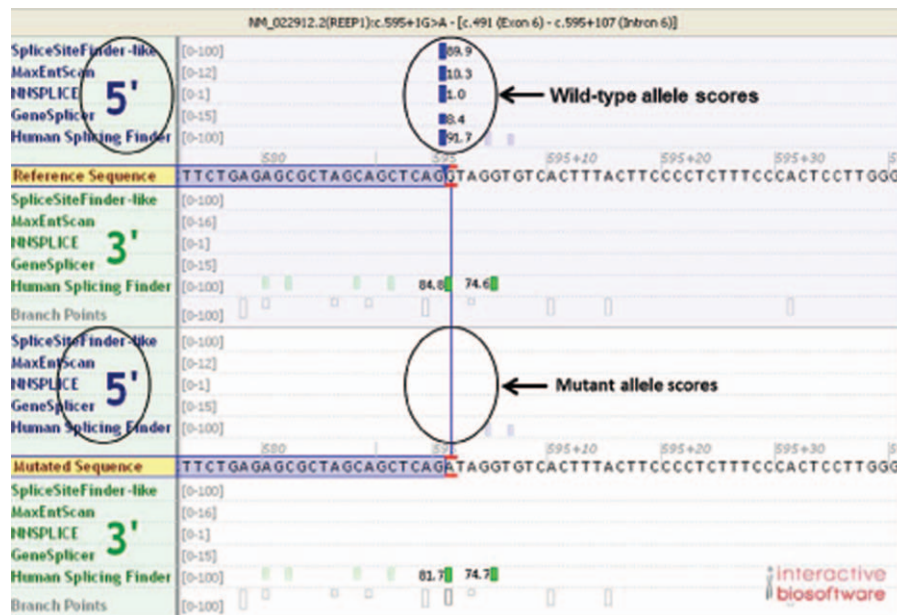 NM_022912.2(REEP1):c.595+1G>A - [c.491 (Exon 6) - c.595+107 (Intron 6)]
SpliceSiteFinder-like [0-100] 89.9
MaxEntScan [0-12] 10.3
NNSPLICE [0-1] 1.0
GeneSplicer [0-15] 8.4
Human Splicing Finder [0-100] 91.7
5'
Wild-type allele scores
580 595 595+10 595+20 595+30
Reference Sequence TTCTGAGAGCGCTAGCAGCTCAGGTAGGTGTCACTTTACTTCCCCTCTTTCCCACTCCTTGGG
SpliceSiteFinder-like [0-100]
MaxEntScan [0-16]
NNSPLICE [0-1]
GeneSplicer [0-15]
Human Splicing Finder [0-100] 84.8 74.6
3'
Branch Points [0-100]
SpliceSiteFinder-like [0-100]
MaxEntScan [0-12]
NNSPLICE [0-1]
GeneSplicer [0-15]
Human Splicing Finder [0-100]
5'
Mutant allele scores
580 595+10 595+20 595+30
Mutated Sequence TTCTGAGAGCGCTAGCAGCTCAGATAGGTGTCACTTTACTTCCCCTCTTTCCCACTCCTTGGG
SpliceSiteFinder-like [0-100]
MaxEntScan [0-16]
NNSPLICE [0-1]
GeneSplicer [0-15]
Human Splicing Finder [0-100] 81.7 74.7
3'
Branch Points [0-100]
interactive
biosoftware